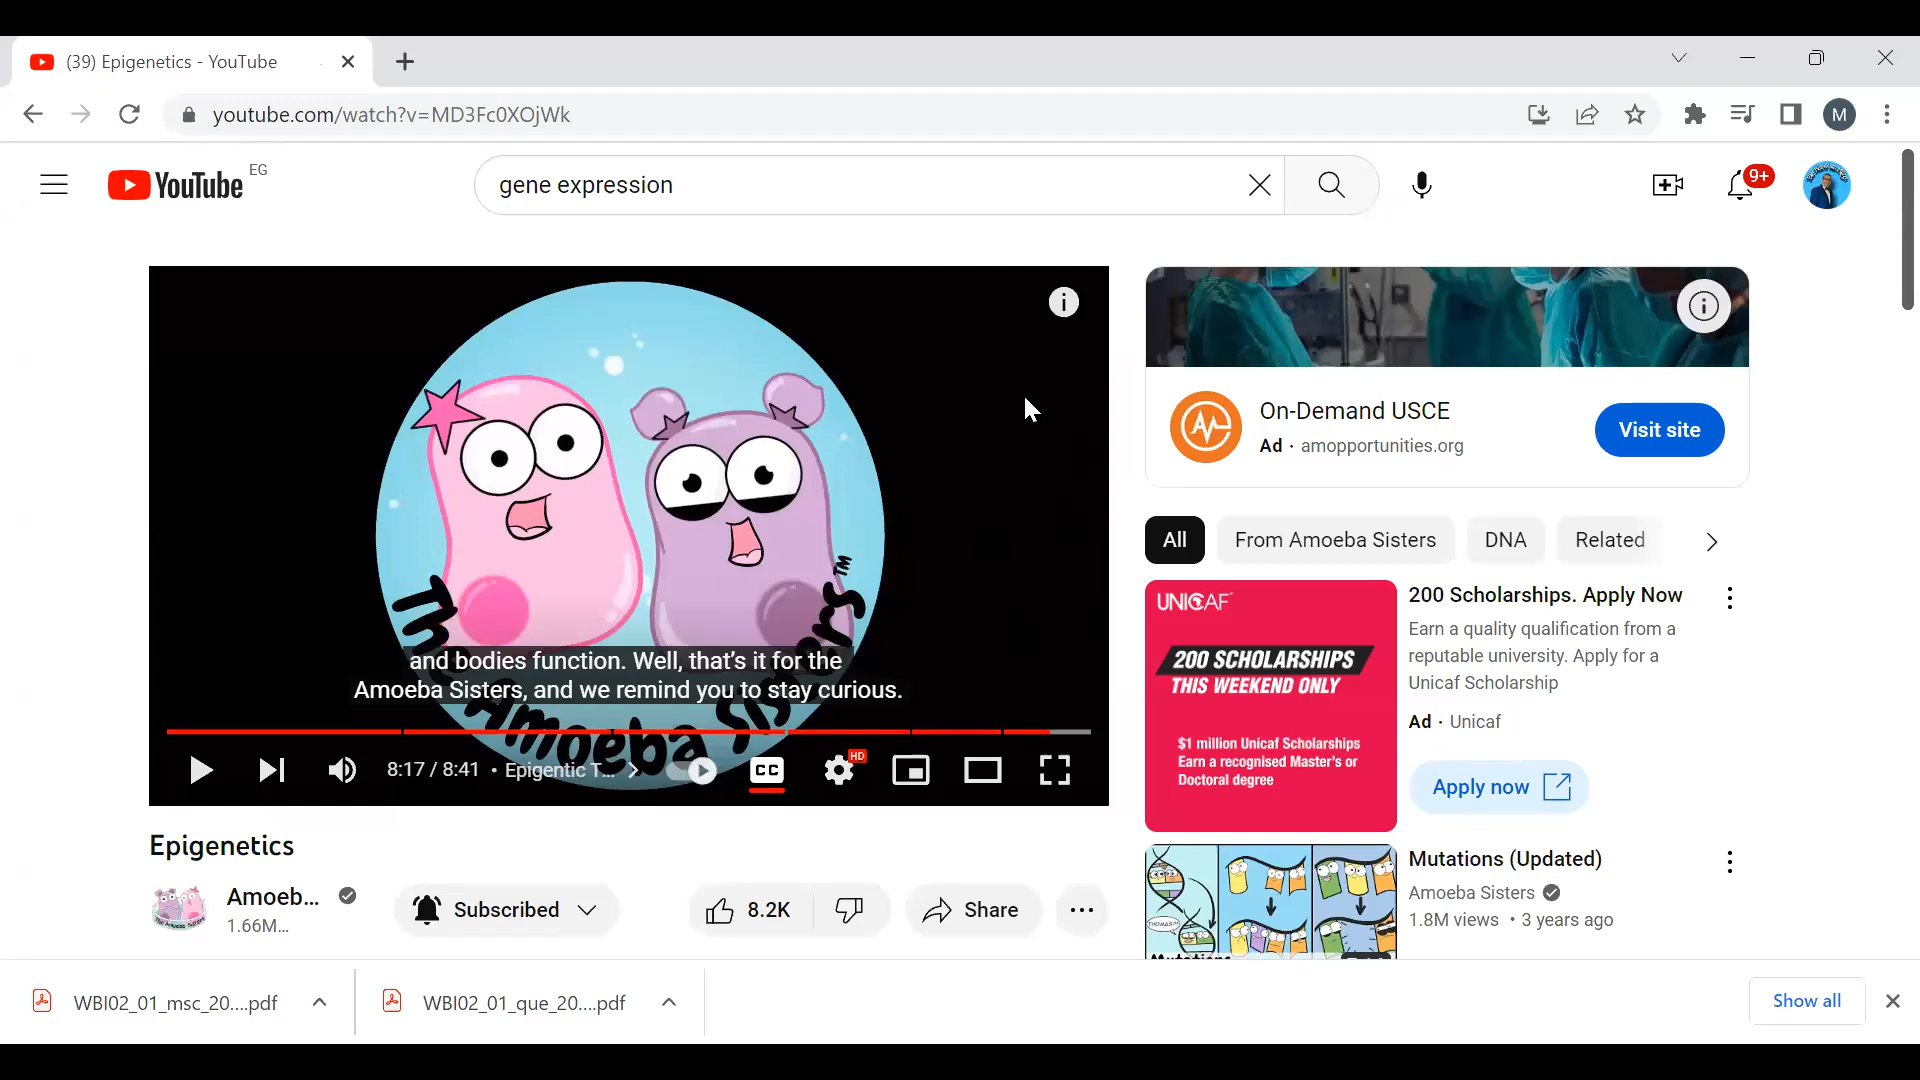 (39) Epigenetics - YouTube
youtube.com/watch?v=MD3Fc0XOjWk
M
YouTube EG
gene expression
9+
The Amoeba Sisters™
and bodies function. Well, that's it for the
Amoeba Sisters, and we remind you to stay curious.
8:17 / 8:41 • Epigentic T...
CC
HD
Epigenetics
Amoeb...
1.66M...
Subscribed
8.2K
Share
On-Demand USCE
Ad · amopportunities.org
Visit site
All
From Amoeba Sisters
DNA
Related
UNICAF
200 SCHOLARSHIPS
THIS WEEKEND ONLY
$1 million Unicaf Scholarships
Earn a recognised Master's or
Doctoral degree
200 Scholarships. Apply Now
Earn a quality qualification from a
reputable university. Apply for a
Unicaf Scholarship
Ad · Unicaf
Apply now
Mutations (Updated)
Amoeba Sisters
1.8M views • 3 years ago
WBI02_01_msc_20....pdf
WBI02_01_que_20....pdf
Show all